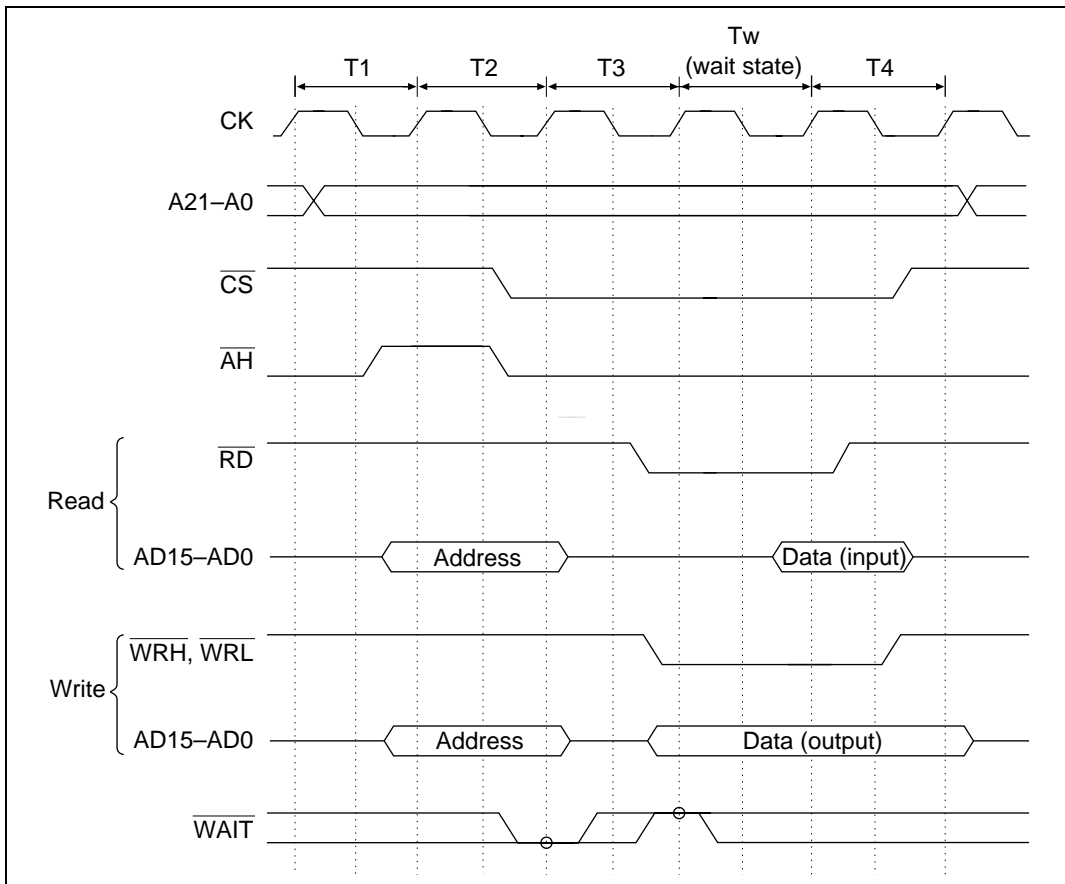 Tw
T1 T2 T3 (wait state) T4
CK
A21–A0
CS
AH
RD
Read
AD15–AD0 Address Data (input)
WRH, WRL
Write
AD15–AD0 Address Data (output)
WAIT